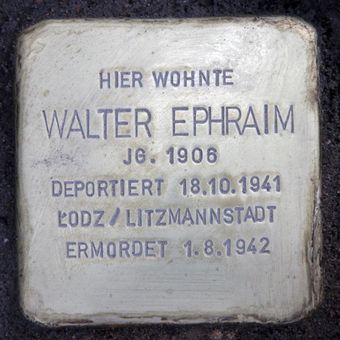 HIER WOHNTE
WALTER EPHRAIM
JG. 1906
DEPORTIERT 18.10.1941
ŁODZ / LITZMANNSTADT
ERMORDET 1.8.1942